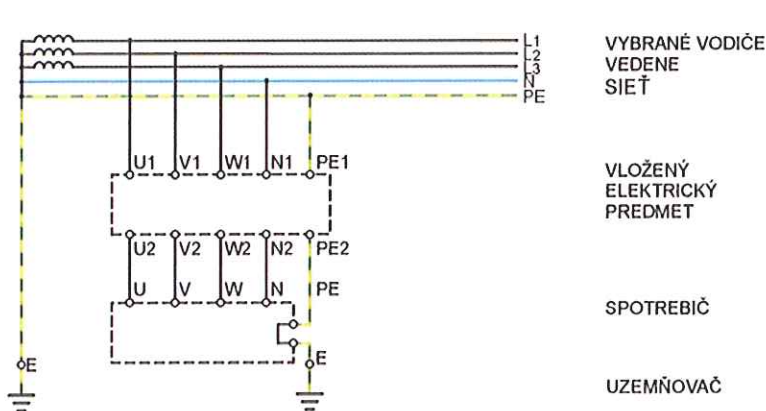 L1
L2
L3
N
PE
VYBRANÉ VODIČE
VEDENE
SIEŤ
U1 V1 W1 N1 PE1
VLOŽENÝ
ELEKTRICKÝ
PREDMET
U2 V2 W2 N2 PE2
U V W N PE
SPOTREBIČ
E E
UZEMŇOVAČ